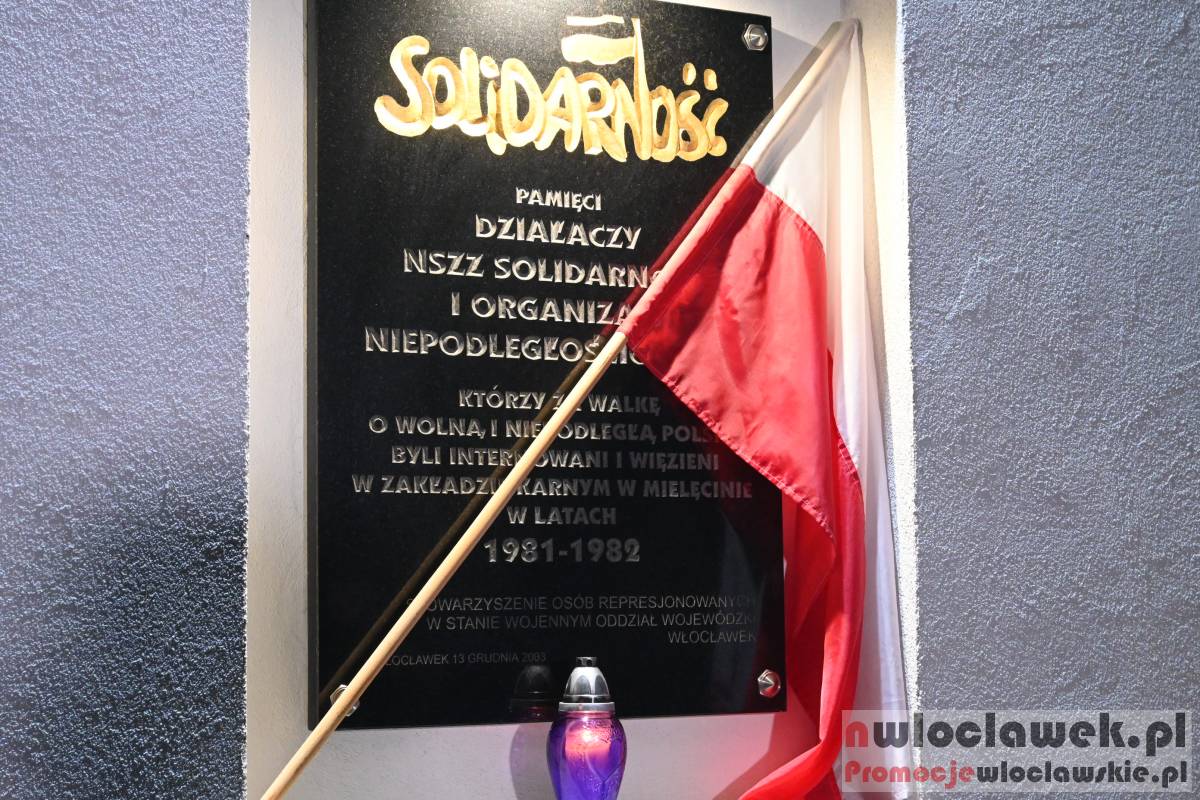 SOLIDARNOŚĆ
PAMIĘCI
DZIAŁACZY
NSZZ SOLIDARNO
I ORGANIZA
NIEPODLEGŁOŚ
KTÓRZY ZA WALKĘ
O WOLNĄ I NIEPODLEGŁĄ POLS
BYLI INTERNOWANI I WIĘZIENI
W ZAKŁADZIE KARNYM W MIELĘCINIE
W LATACH
1981-1982
STOWARZYSZENIE OSÓB REPRESJONOWANYCH
W STANIE WOJENNYM ODDZIAŁ WOJEWÓDZKI
WŁOCŁAWEK
WŁOCŁAWEK 13 GRUDNIA 2003
nwloclawek.pl
Promocjewloclawskie.pl